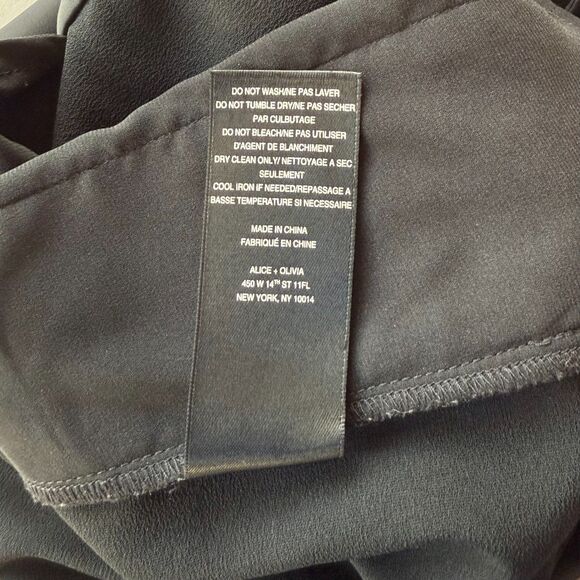 DO NOT WASH/NE PAS LAVER
DO NOT TUMBLE DRY/NE PAS SECHER
PAR CULBUTAGE
DO NOT BLEACH/NE PAS UTILISER
D'AGENT DE BLANCHIMENT
DRY CLEAN ONLY/ NETTOYAGE A SEC
SEULEMENT
COOL IRON IF NEEDED/REPASSAGE A
BASSE TEMPERATURE SI NECESSAIRE
MADE IN CHINA
FABRIQUÉ EN CHINE
ALICE + OLIVIA
450 W 14TH ST 11FL
NEW YORK, NY 10014